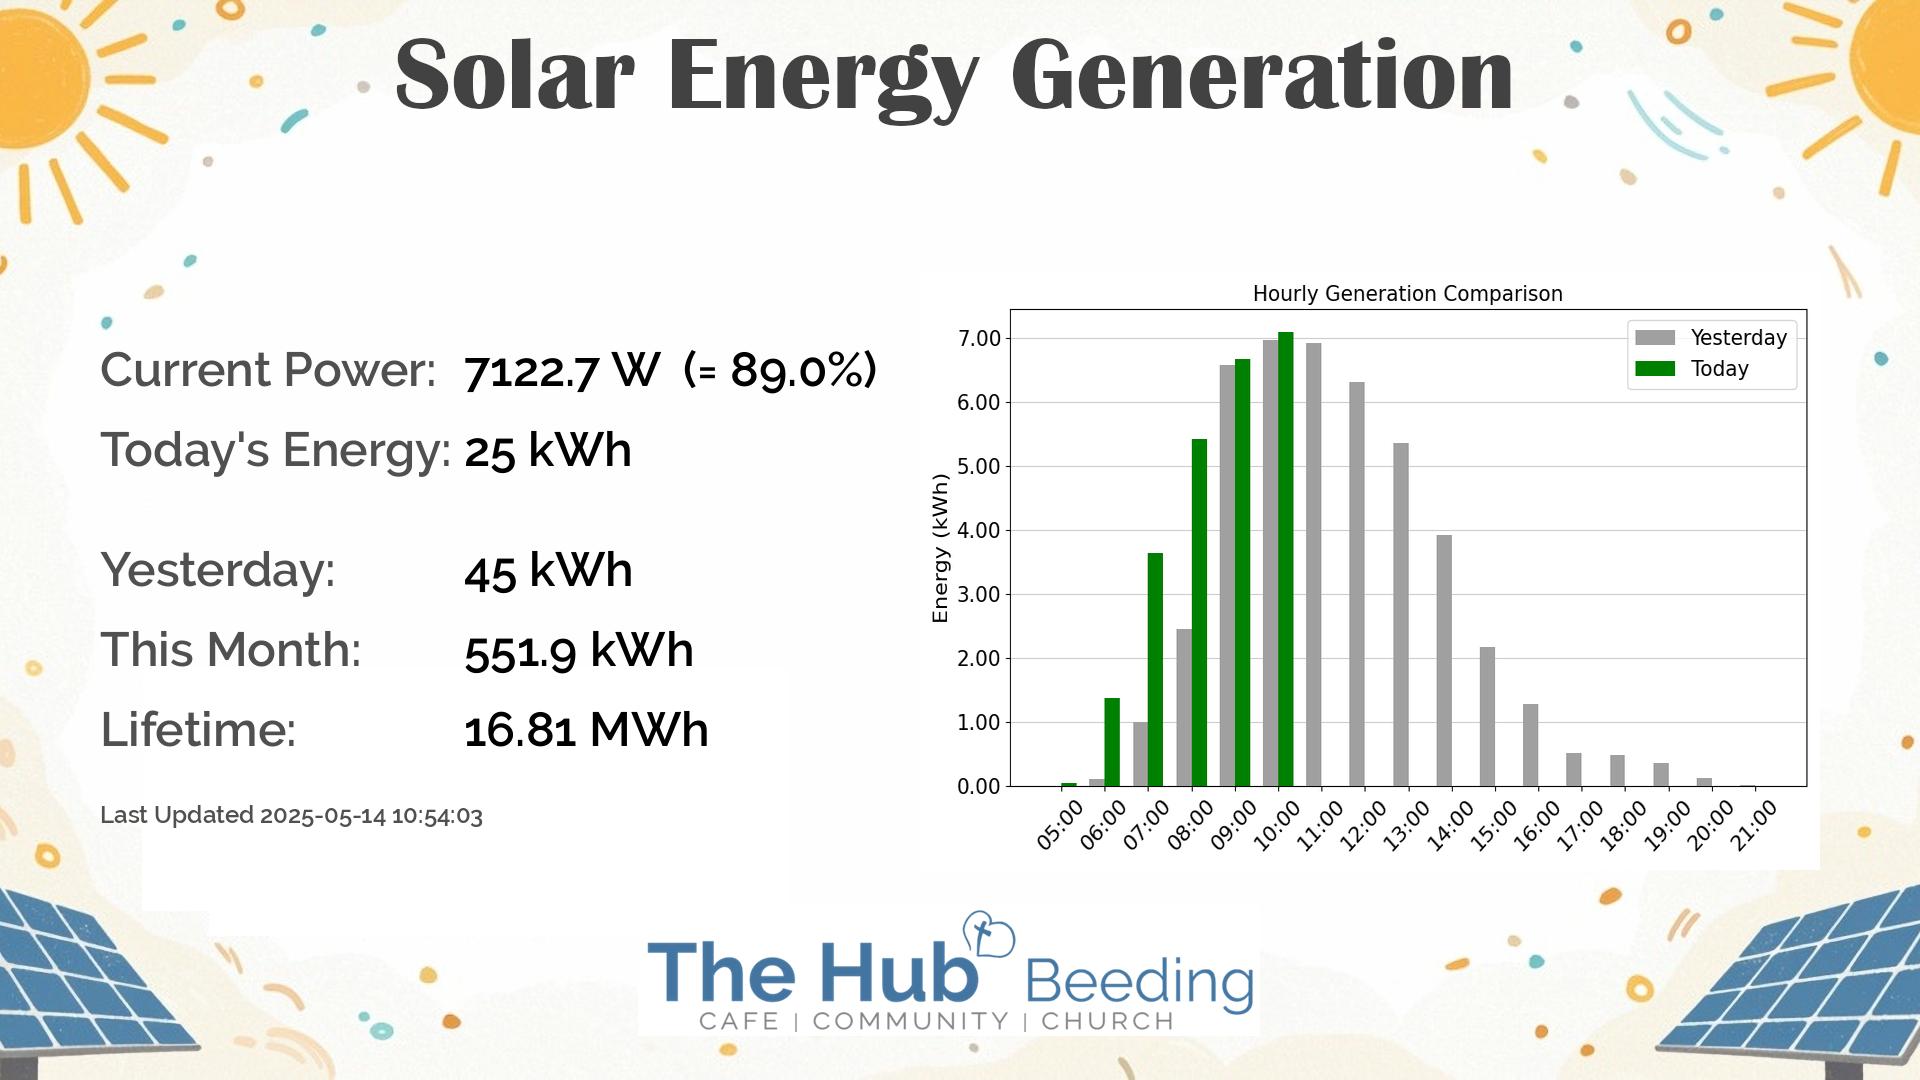 Solar Energy Generation
Current Power: 7122.7 W (= 89.0%)
Today's Energy: 25 kWh
Yesterday: 45 kWh
This Month: 551.9 kWh
Lifetime: 16.81 MWh
Last Updated 2025-05-14 10:54:03
Hourly Generation Comparison
Yesterday
Today
Energy (kWh)
7.00
6.00
5.00
4.00
3.00
2.00
1.00
0.00
05:00 06:00 07:00 08:00 09:00 10:00 11:00 12:00 13:00 14:00 15:00 16:00 17:00 18:00 19:00 20:00 21:00
The Hub Beeding
CAFE | COMMUNITY | CHURCH